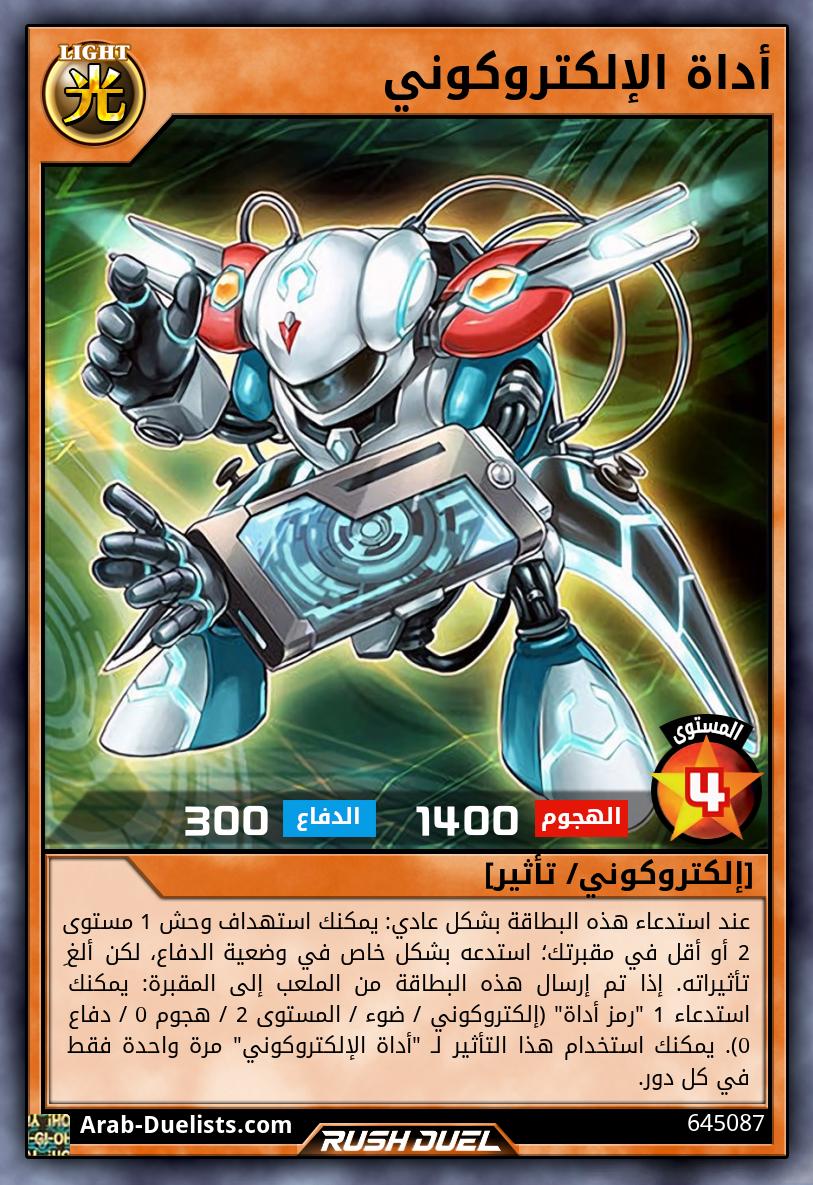 أداة الإلكتروكوني
LIGHT
光
المستوى
4
الهجوم 1400 الدفاع 300
[إلكتروكوني/ تأثير]
عند استدعاء هذه البطاقة بشكل عادي: يمكنك استهداف وحش 1 مستوى
2 أو أقل في مقبرتك؛ استدعه بشكل خاص في وضعية الدفاع، لكن ألغِ
تأثيراته. إذا تم إرسال هذه البطاقة من الملعب إلى المقبرة: يمكنك
استدعاء 1 "رمز أداة" (إلكتروكوني / ضوء / المستوى 2 / هجوم 0 / دفاع
0). يمكنك استخدام هذا التأثير لـ "أداة الإلكتروكوني" مرة واحدة فقط
في كل دور.
Arab-Duelists.com
RUSH DUEL
645087